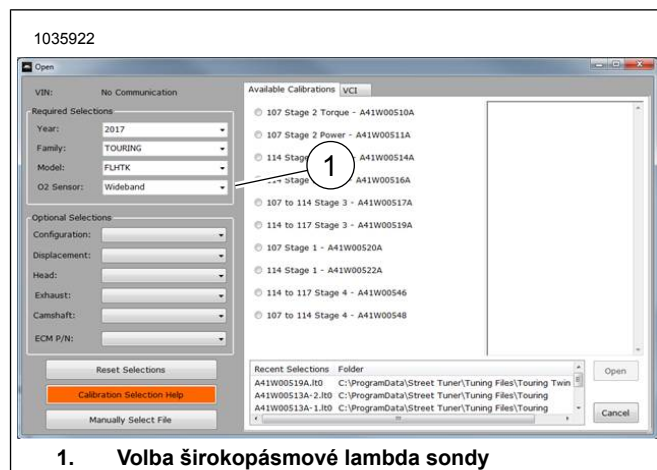 1035922
Open
VIN: No Communication
Required Selections
Year: 2017
Family: TOURING
Model: FLHTK
O2 Sensor: Wideband
Optional Selections
Configuration:
Displacement:
Head:
Exhaust:
Camshaft:
ECM P/N:
Reset Selections
Calibration Selection Help
Manually Select File
Available Calibrations VCI
107 Stage 2 Torque - A41W00510A
107 Stage 2 Power - A41W00511A
114 Stage A41W00514A
1
114 Stage A41W00516A
107 to 114 Stage 3 - A41W00517A
114 to 117 Stage 3 - A41W00519A
107 Stage 1 - A41W00520A
114 Stage 1 - A41W00522A
114 to 117 Stage 4 - A41W00546
107 to 114 Stage 4 - A41W00548
Recent Selections Folder
A41W00519A.lt0 C:\ProgramData\Street Tuner\Tuning Files\Touring Twin
A41W00513A-2.lt0 C:\ProgramData\Street Tuner\Tuning Files\Touring
A41W00513A-1.lt0 C:\ProgramData\Street Tuner\Tuning Files\Touring
Open
Cancel
1. Volba širokopásmové lambda sondy